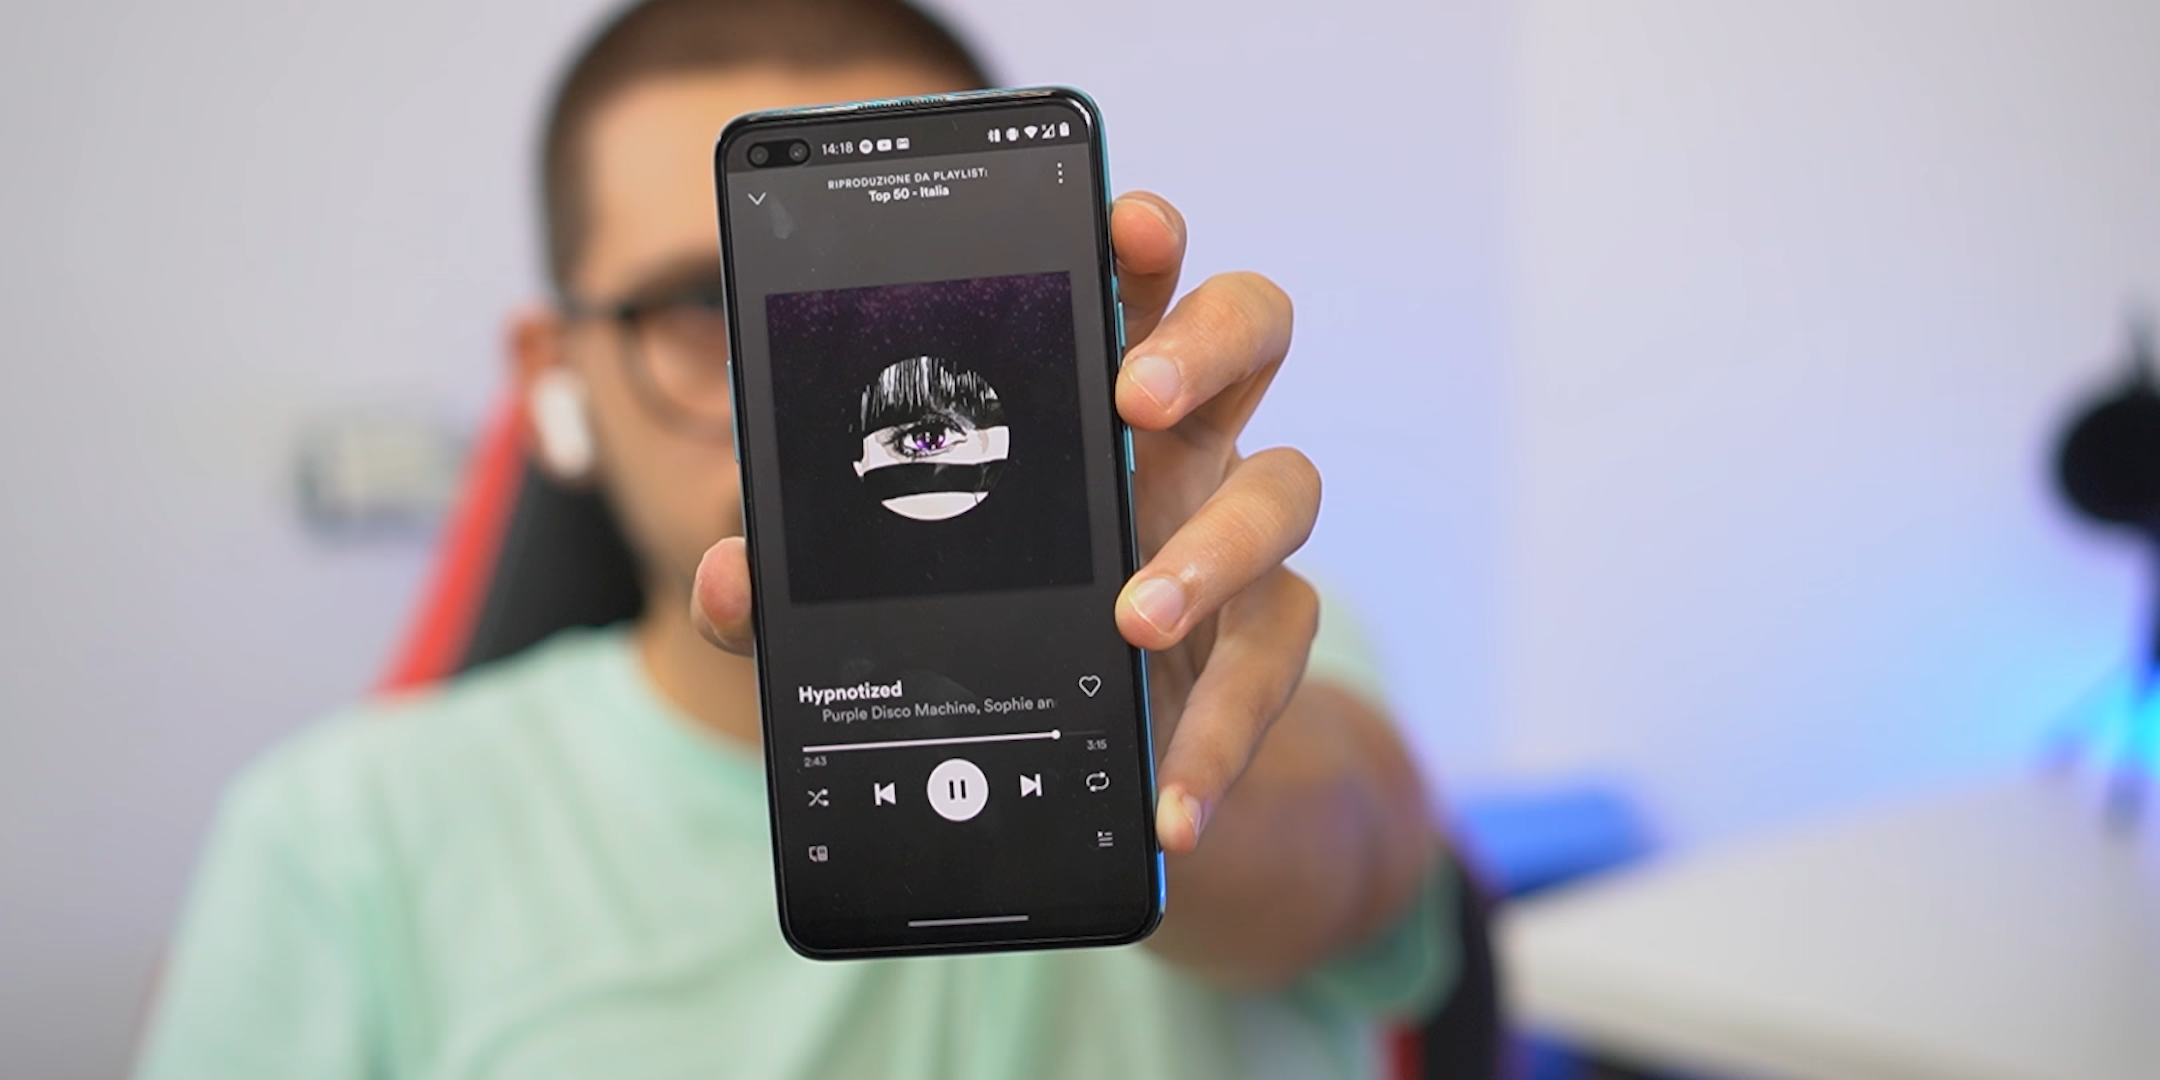 14:18
RIPRODUZIONE DA PLAYLIST:
Top 50 - Italia
Hypnotized
Purple Disco Machine, Sophie an
2:43
3:15